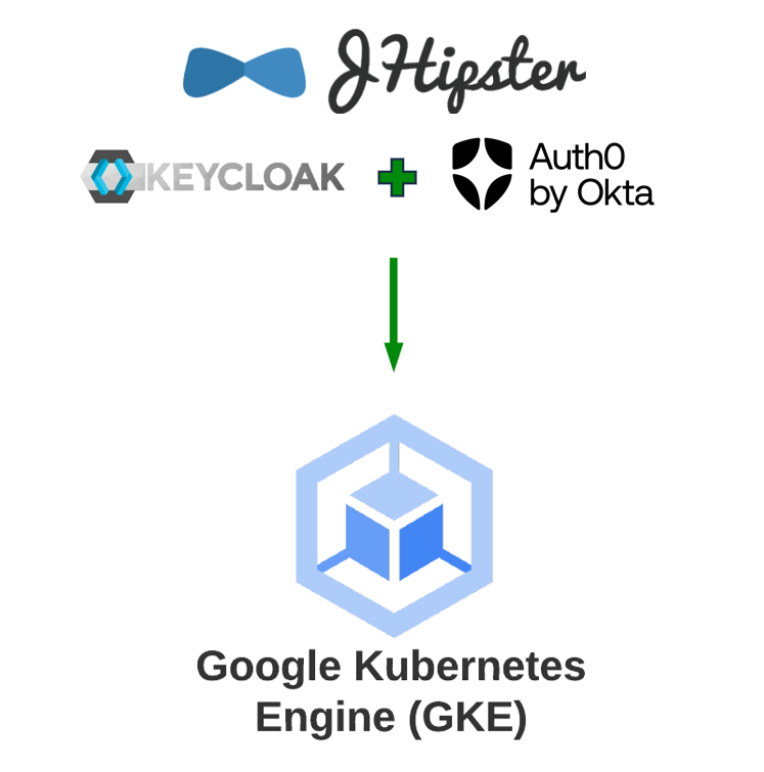 JHipster
KEYCLOAK
Auth0
by Okta
Google Kubernetes
Engine (GKE)